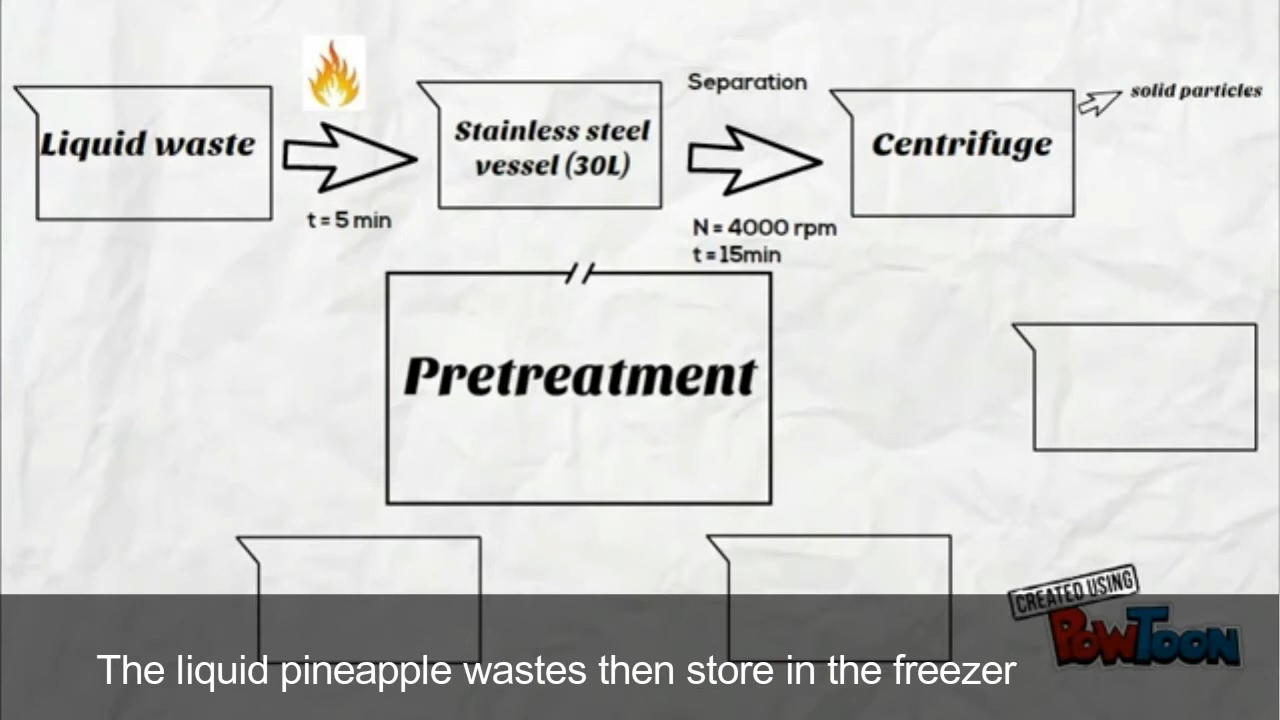 Liquid waste
t = 5 min
Stainless steel
vessel (30L)
Separation
N = 4000 rpm
t = 15min
Centrifuge
solid particles
Pretreatment
CREATED USING
POWTOON
The liquid pineapple wastes then store in the freezer